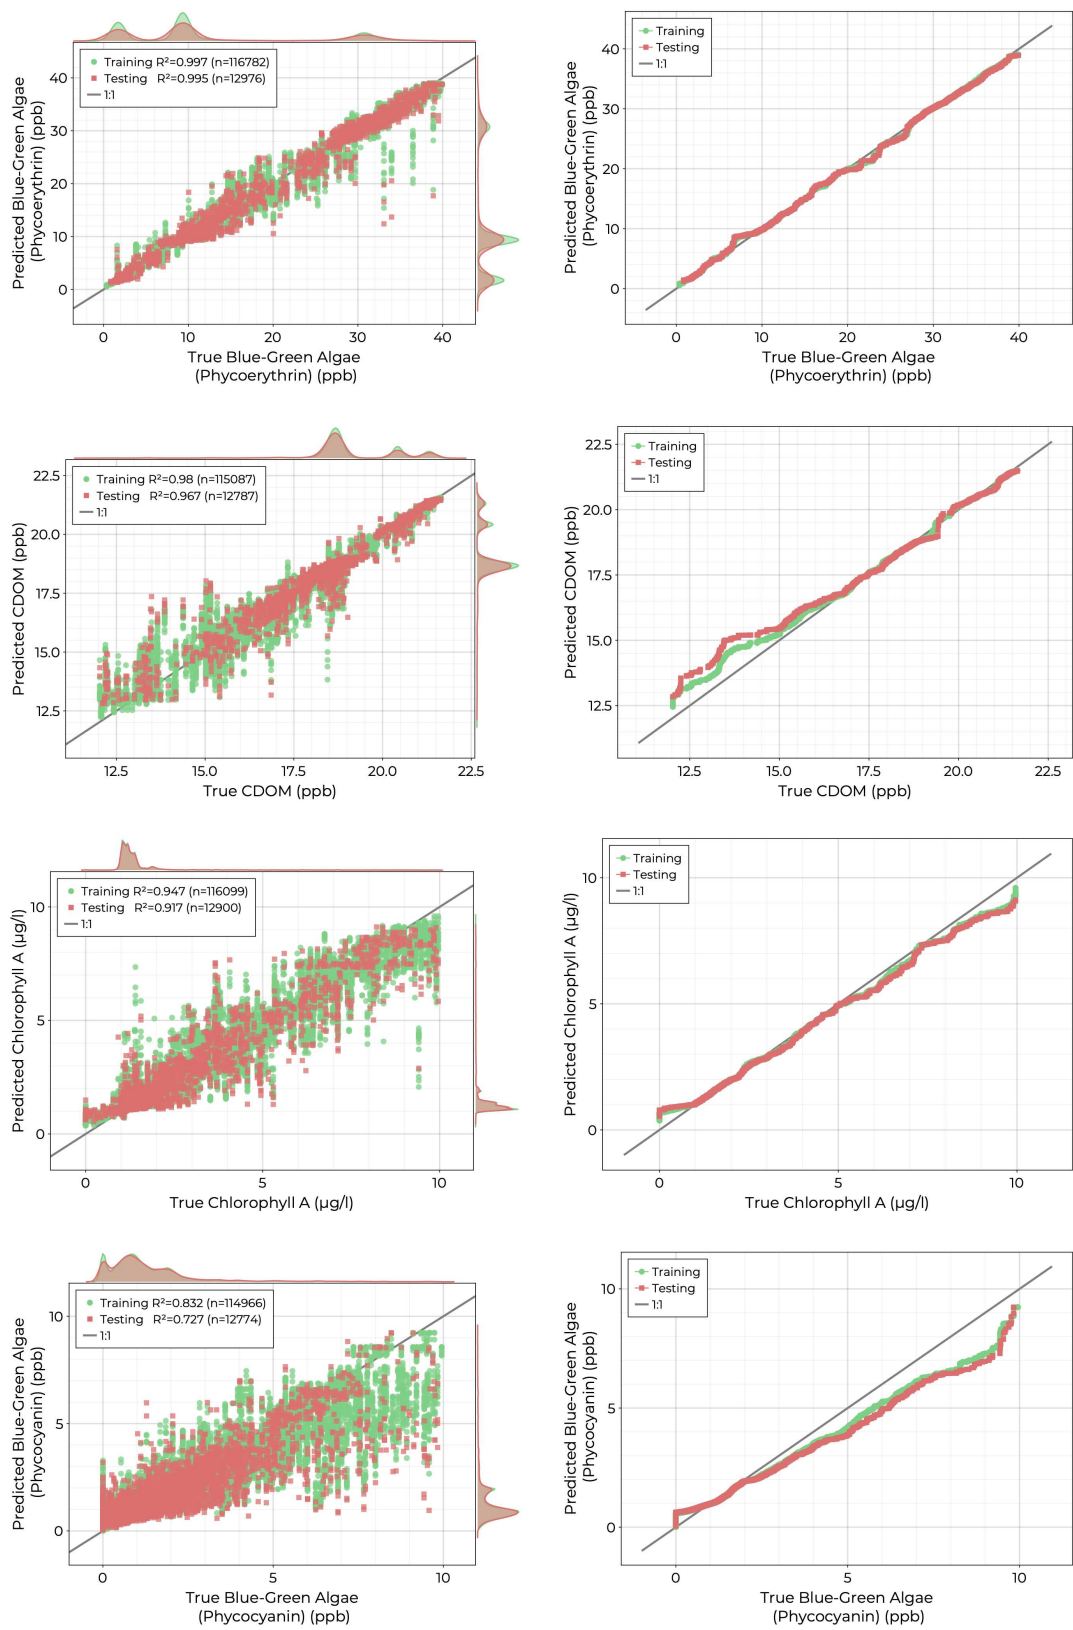 Training R²=0.997 (n=116782)
Testing R²=0.995 (n=12976)
1:1
40
30
20
10
0
Predicted Blue-Green Algae
(Phycoerythrin) (ppb)
0 10 20 30 40
True Blue-Green Algae
(Phycoerythrin) (ppb)
Training
Testing
1:1
40
30
20
10
0
Predicted Blue-Green Algae
(Phycoerythrin) (ppb)
0 10 20 30 40
True Blue-Green Algae
(Phycoerythrin) (ppb)
Training R²=0.98 (n=115087)
Testing R²=0.967 (n=12787)
1:1
22.5
20.0
17.5
15.0
12.5
Predicted CDOM (ppb)
12.5 15.0 17.5 20.0 22.5
True CDOM (ppb)
Training
Testing
1:1
22.5
20.0
17.5
15.0
12.5
Predicted CDOM (ppb)
12.5 15.0 17.5 20.0 22.5
True CDOM (ppb)
Training R²=0.947 (n=116099)
Testing R²=0.917 (n=12900)
1:1
10
5
0
Predicted Chlorophyll A (µg/l)
0 5 10
True Chlorophyll A (µg/l)
Training
Testing
1:1
10
5
0
Predicted Chlorophyll A (µg/l)
0 5 10
True Chlorophyll A (µg/l)
Training R²=0.832 (n=114966)
Testing R²=0.727 (n=12774)
1:1
10
5
0
Predicted Blue-Green Algae
(Phycocyanin) (ppb)
0 5 10
True Blue-Green Algae
(Phycocyanin) (ppb)
Training
Testing
1:1
10
5
0
Predicted Blue-Green Algae
(Phycocyanin) (ppb)
0 5 10
True Blue-Green Algae
(Phycocyanin) (ppb)